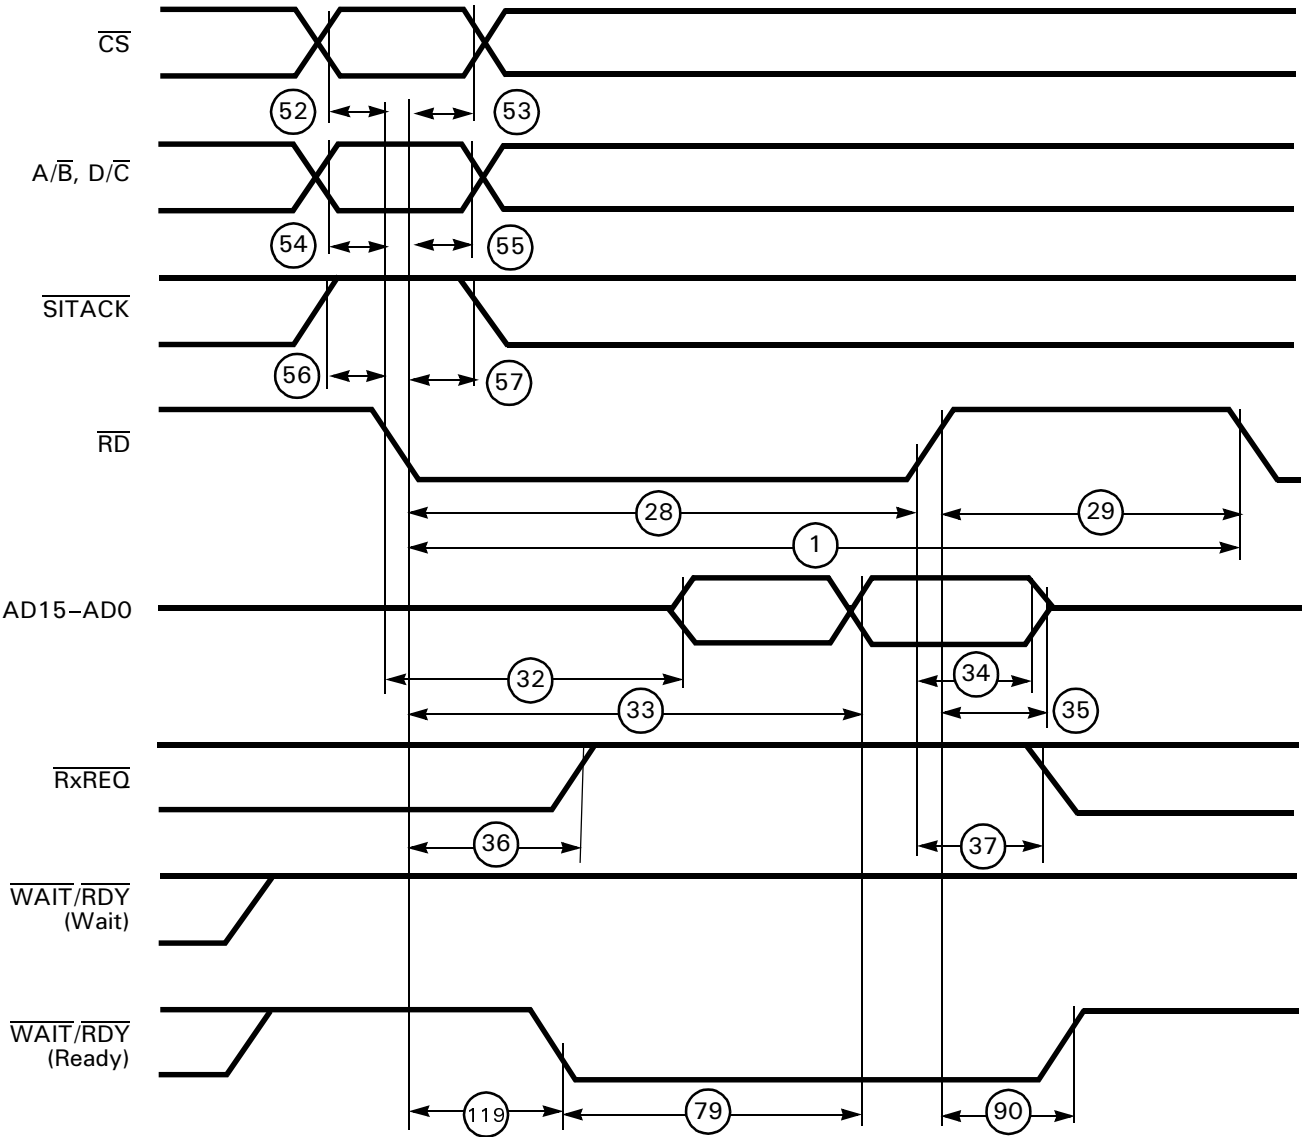 CS
52
53
A/B, D/C
54
55
SITACK
56
57
RD
28
29
1
AD15–AD0
32
34
33
35
RxREQ
36
37
WAIT/RDY
(Wait)
WAIT/RDY
(Ready)
119
79
90